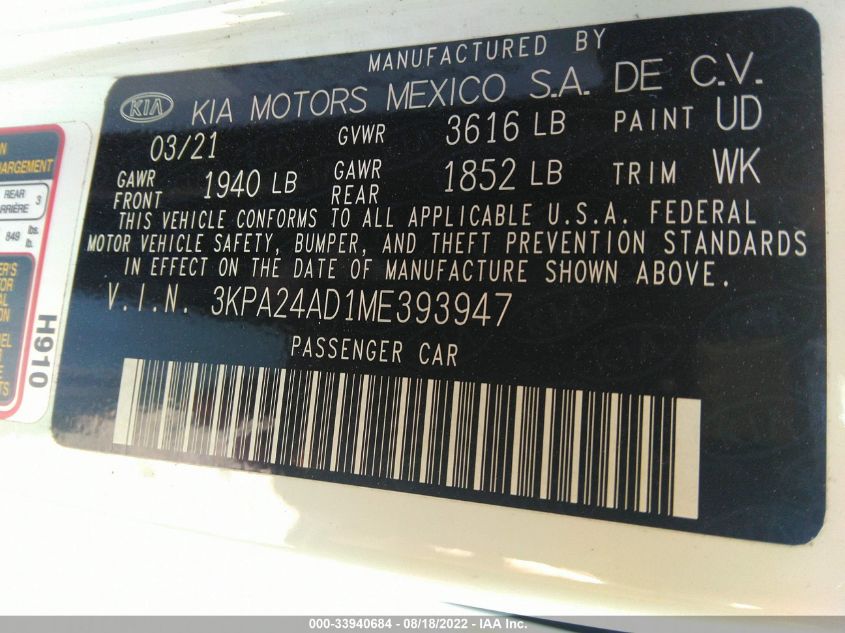 MANUFACTURED BY
KIA KIA MOTORS MEXICO S.A. DE C.V.
03/21 GVWR 3616 LB PAINT UD
GAWR FRONT 1940 LB GAWR REAR 1852 LB TRIM WK
THIS VEHICLE CONFORMS TO ALL APPLICABLE U.S.A. FEDERAL
MOTOR VEHICLE SAFETY, BUMPER, AND THEFT PREVENTION STANDARDS
IN EFFECT ON THE DATE OF MANUFACTURE SHOWN ABOVE.
V.I.N. 3KPA24AD1ME393947
PASSENGER CAR
REAR 3
849 lbs.
H910
000-33940684 - 08/18/2022 - IAA Inc.